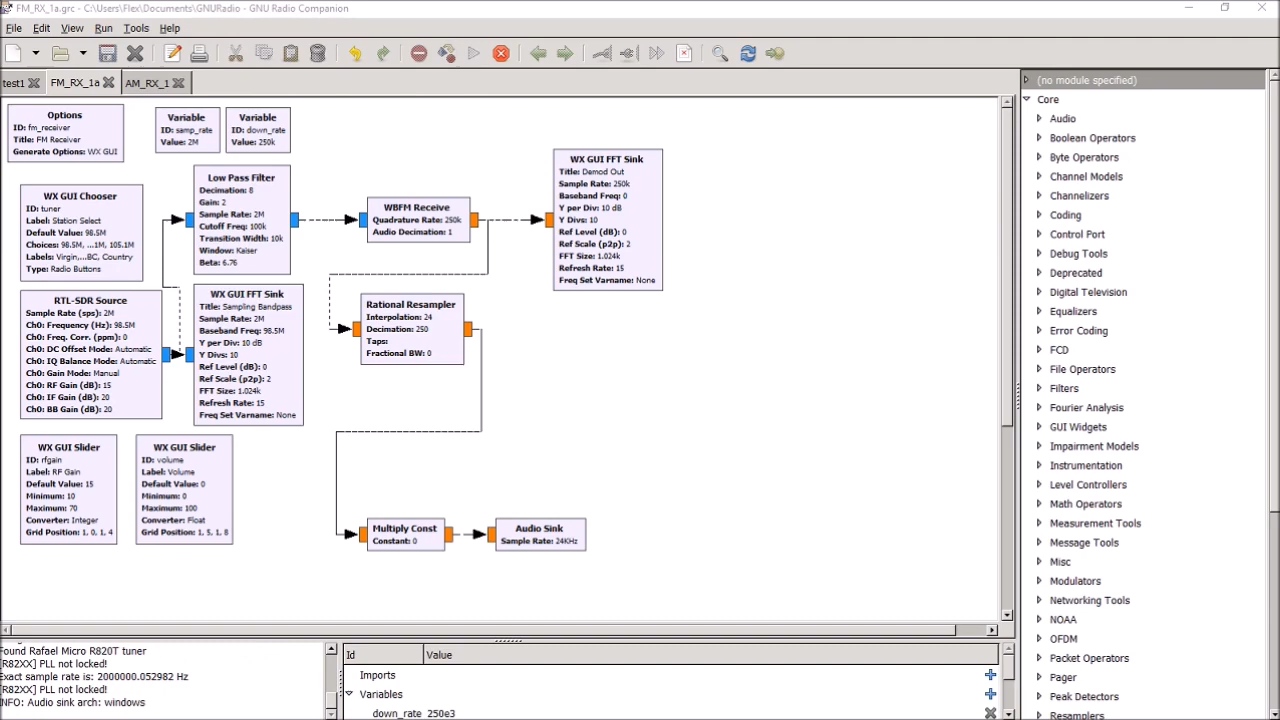 FM_RX_1a.grc - C:\Users\Flex\Documents\GNURadio - GNU Radio Companion
File Edit View Run Tools Help
test1 FM_RX_1a AM_RX_1
Options
ID: fm_receiver
Title: FM Receiver
Generate Options: WX GUI
Variable
ID: samp_rate
Value: 2M
Variable
ID: down_rate
Value: 250k
WX GUI Chooser
ID: tuner
Label: Station Select
Default Value: 98.5M
Choices: 98.5M, ...1M, 105.1M
Labels: Virgin,...BC, Country
Type: Radio Buttons
Low Pass Filter
Decimation: 8
Gain: 2
Sample Rate: 2M
Cutoff Freq: 100k
Transition Width: 10k
Window: Kaiser
Beta: 6.76
WBFM Receive
Quadrature Rate: 250k
Audio Decimation: 1
WX GUI FFT Sink
Title: Demod Out
Sample Rate: 250k
Baseband Freq: 0
Y per Div: 10 dB
Y Divs: 10
Ref Level (dB): 0
Ref Scale (p2p): 2
FFT Size: 1.024k
Refresh Rate: 15
Freq Set Varname: None
RTL-SDR Source
Sample Rate (sps): 2M
Ch0: Frequency (Hz): 98.5M
Ch0: Freq. Corr. (ppm): 0
Ch0: DC Offset Mode: Automatic
Ch0: IQ Balance Mode: Automatic
Ch0: Gain Mode: Manual
Ch0: RF Gain (dB): 15
Ch0: IF Gain (dB): 20
Ch0: BB Gain (dB): 20
WX GUI FFT Sink
Title: Sampling Bandpass
Sample Rate: 2M
Baseband Freq: 98.5M
Y per Div: 10 dB
Y Divs: 10
Ref Level (dB): 0
Ref Scale (p2p): 2
FFT Size: 1.024k
Refresh Rate: 15
Freq Set Varname: None
Rational Resampler
Interpolation: 24
Decimation: 250
Taps:
Fractional BW: 0
WX GUI Slider
ID: rfgain
Label: RF Gain
Default Value: 15
Minimum: 10
Maximum: 70
Converter: Integer
Grid Position: 1, 0, 1, 4
WX GUI Slider
ID: volume
Label: Volume
Default Value: 0
Minimum: 0
Maximum: 100
Converter: Float
Grid Position: 1, 5, 1, 8
Multiply Const
Constant: 0
Audio Sink
Sample Rate: 24KHz
(no module specified)
Core
Audio
Boolean Operators
Byte Operators
Channel Models
Channelizers
Coding
Control Port
Debug Tools
Deprecated
Digital Television
Equalizers
Error Coding
FCD
File Operators
Filters
Fourier Analysis
GUI Widgets
Impairment Models
Instrumentation
Level Controllers
Math Operators
Measurement Tools
Message Tools
Misc
Modulators
Networking Tools
NOAA
OFDM
Packet Operators
Pager
Peak Detectors
Resamplers
Found Rafael Micro R820T tuner
[R82XX] PLL not locked!
Exact sample rate is: 2000000.052982 Hz
[R82XX] PLL not locked!
INFO: Audio sink arch: windows
Id Value
Imports
Variables
down_rate 250e3